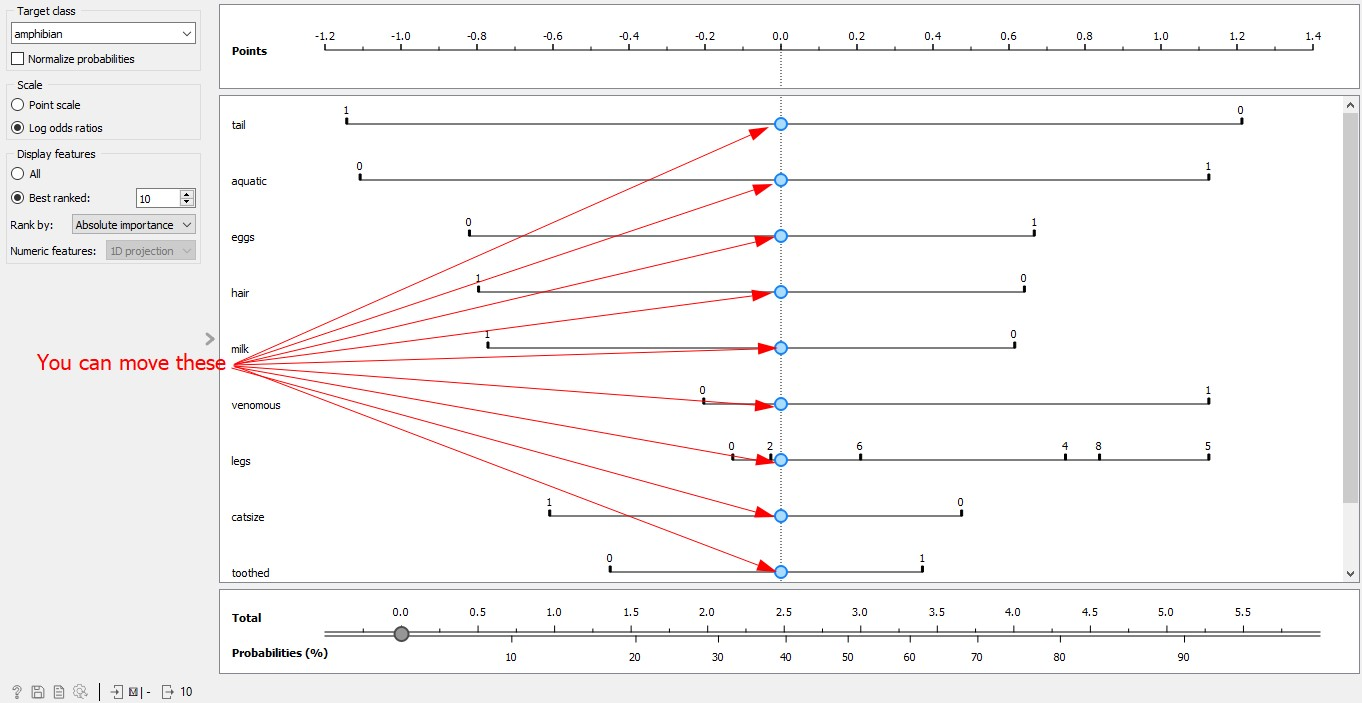 Target class
amphibian
Normalize probabilities
Scale
Point scale
Log odds ratios
Display features
All
Best ranked: 10
Rank by: Absolute importance
Numeric features: 1D projection
Points -1.2 -1.0 -0.8 -0.6 -0.4 -0.2 0.0 0.2 0.4 0.6 0.8 1.0 1.2 1.4
1 0
tail
0 1
aquatic
0 1
eggs
1 0
hair
1 0
milk
You can move these
0 1
venomous
0 2 6 4 8 5
legs
1 0
catsize
0 1
toothed
Total 0.0 0.5 1.0 1.5 2.0 2.5 3.0 3.5 4.0 4.5 5.0 5.5
Probabilities (%) 10 20 30 40 50 60 70 80 90
? M | - 10